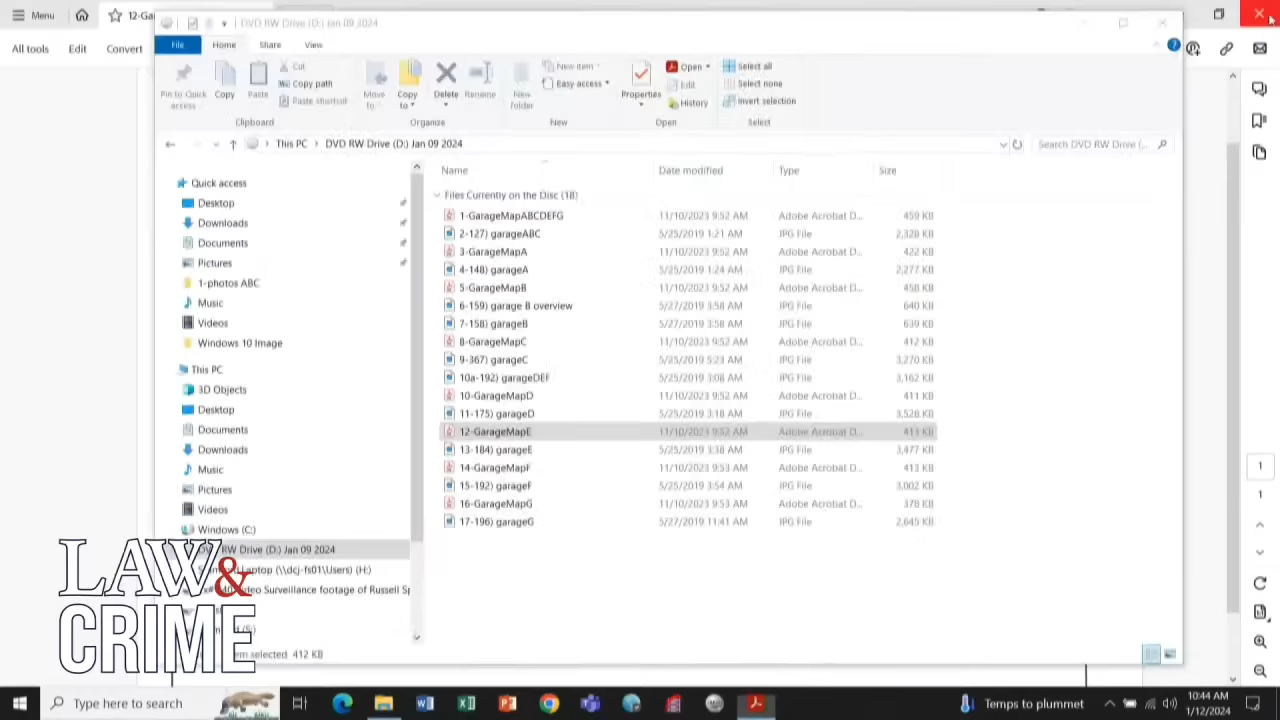 Menu
12-Ga
DVD RW Drive (D:) Jan 09 2024
All tools Edit Convert
File Home Share View
Pin to Quick access
Copy
Paste
Cut
Copy path
Paste shortcut
Clipboard
Move to
Copy to
Delete
Rename
Organize
New folder
New item
Easy access
New
Properties
Open
Edit
History
Open
Select all
Select none
Invert selection
Select
This PC > DVD RW Drive (D:) Jan 09 2024
Search DVD RW Drive (...
Name Date modified Type Size
Files Currently on the Disc (18)
1-GarageMapABCDEFG 11/10/2023 9:52 AM Adobe Acrobat D... 459 KB
2-127) garageABC 5/25/2019 1:21 AM JPG File 2,328 KB
3-GarageMapA 11/10/2023 9:52 AM Adobe Acrobat D... 422 KB
4-148) garageA 5/25/2019 1:24 AM JPG File 2,277 KB
5-GarageMapB 11/10/2023 9:52 AM Adobe Acrobat D... 458 KB
6-159) garage B overview 5/27/2019 3:58 AM JPG File 640 KB
7-158) garageB 5/27/2019 3:58 AM JPG File 639 KB
8-GarageMapC 11/10/2023 9:52 AM Adobe Acrobat D... 412 KB
9-367) garageC 5/25/2019 5:23 AM JPG File 3,270 KB
10a-192) garageDEF 5/25/2019 3:08 AM JPG File 3,162 KB
10-GarageMapD 11/10/2023 9:52 AM Adobe Acrobat D... 411 KB
11-175) garageD 5/25/2019 3:18 AM JPG File 3,528 KB
12-GarageMapE 11/10/2023 9:52 AM Adobe Acrobat D... 413 KB
13-184) garageE 5/25/2019 3:38 AM JPG File 3,477 KB
14-GarageMapF 11/10/2023 9:53 AM Adobe Acrobat D... 413 KB
15-192) garageF 5/25/2019 3:54 AM JPG File 3,002 KB
16-GarageMapG 11/10/2023 9:53 AM Adobe Acrobat D... 378 KB
17-196) garageG 5/27/2019 11:41 AM JPG File 2,645 KB
Quick access
Desktop
Downloads
Documents
Pictures
1-photos ABC
Music
Videos
Windows 10 Image
This PC
3D Objects
Desktop
Documents
Downloads
Music
Pictures
Videos
Windows (C:)
RW Drive (D:) Jan 09 2024
Laptop (\\dcj-fs01\Users) (H:)
Surveillance footage of Russell Sp
(S:)
selected 412 KB
LAW&
CRIME
1
1
Type here to search
Temps to plummet
10:44 AM
1/12/2024